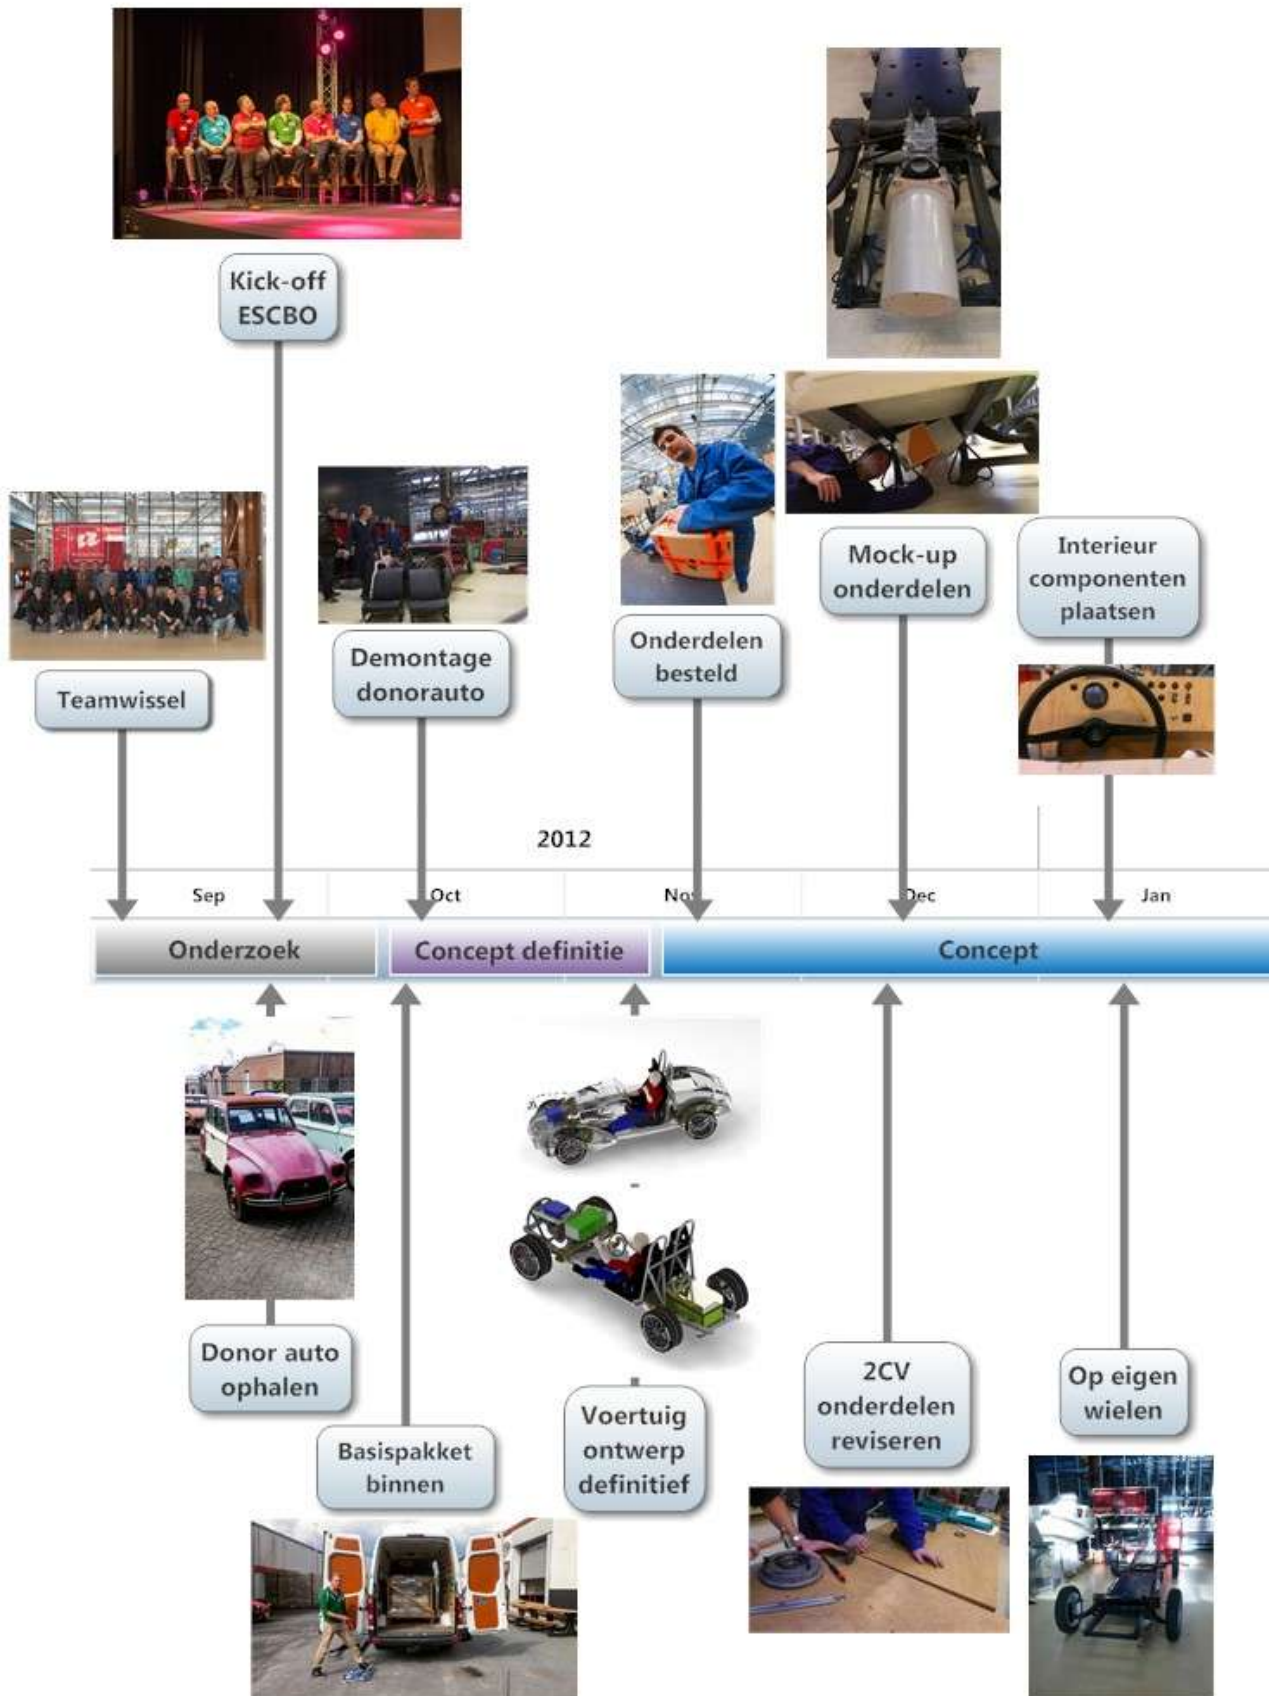 Kick-off
ESCBO
Mock-up
onderdelen
Interieur
componenten
plaatsen
Onderdelen
besteld
Demontage
donorauto
Teamwissel
2012
Sep
Oct
Nov
Dec
Jan
Onderzoek
Concept definitie
Concept
Donor auto
ophalen
Basispakket
binnen
Voertuig
ontwerp
definitief
2CV
onderdelen
reviseren
Op eigen
wielen